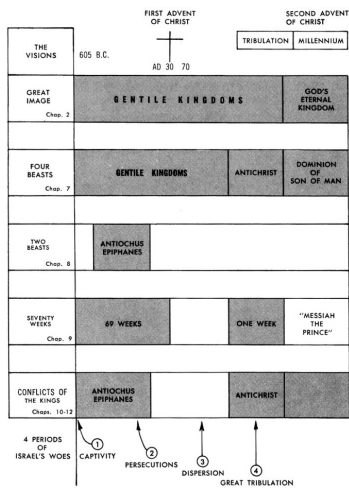 FIRST ADVENT
OF CHRIST
SECOND ADVENT
OF CHRIST
TRIBULATION MILLENNIUM
THE
VISIONS
605 B.C.
AD 30 70
GREAT
IMAGE
Chap. 2
GENTILE KINGDOMS
GOD'S
ETERNAL
KINGDOM
FOUR
BEASTS
Chap. 7
GENTILE KINGDOMS
ANTICHRIST
DOMINION
OF
SON OF MAN
TWO
BEASTS
Chap. 8
ANTIOCHUS
EPIPHANES
SEVENTY
WEEKS
Chap. 9
69 WEEKS
ONE WEEK
"MESSIAH
THE
PRINCE"
CONFLICTS OF
THE KINGS
Chaps. 10-12
ANTIOCHUS
EPIPHANES
ANTICHRIST
4 PERIODS
OF
ISRAEL'S WOES
1
CAPTIVITY
2
PERSECUTIONS
3
DISPERSION
4
GREAT TRIBULATION